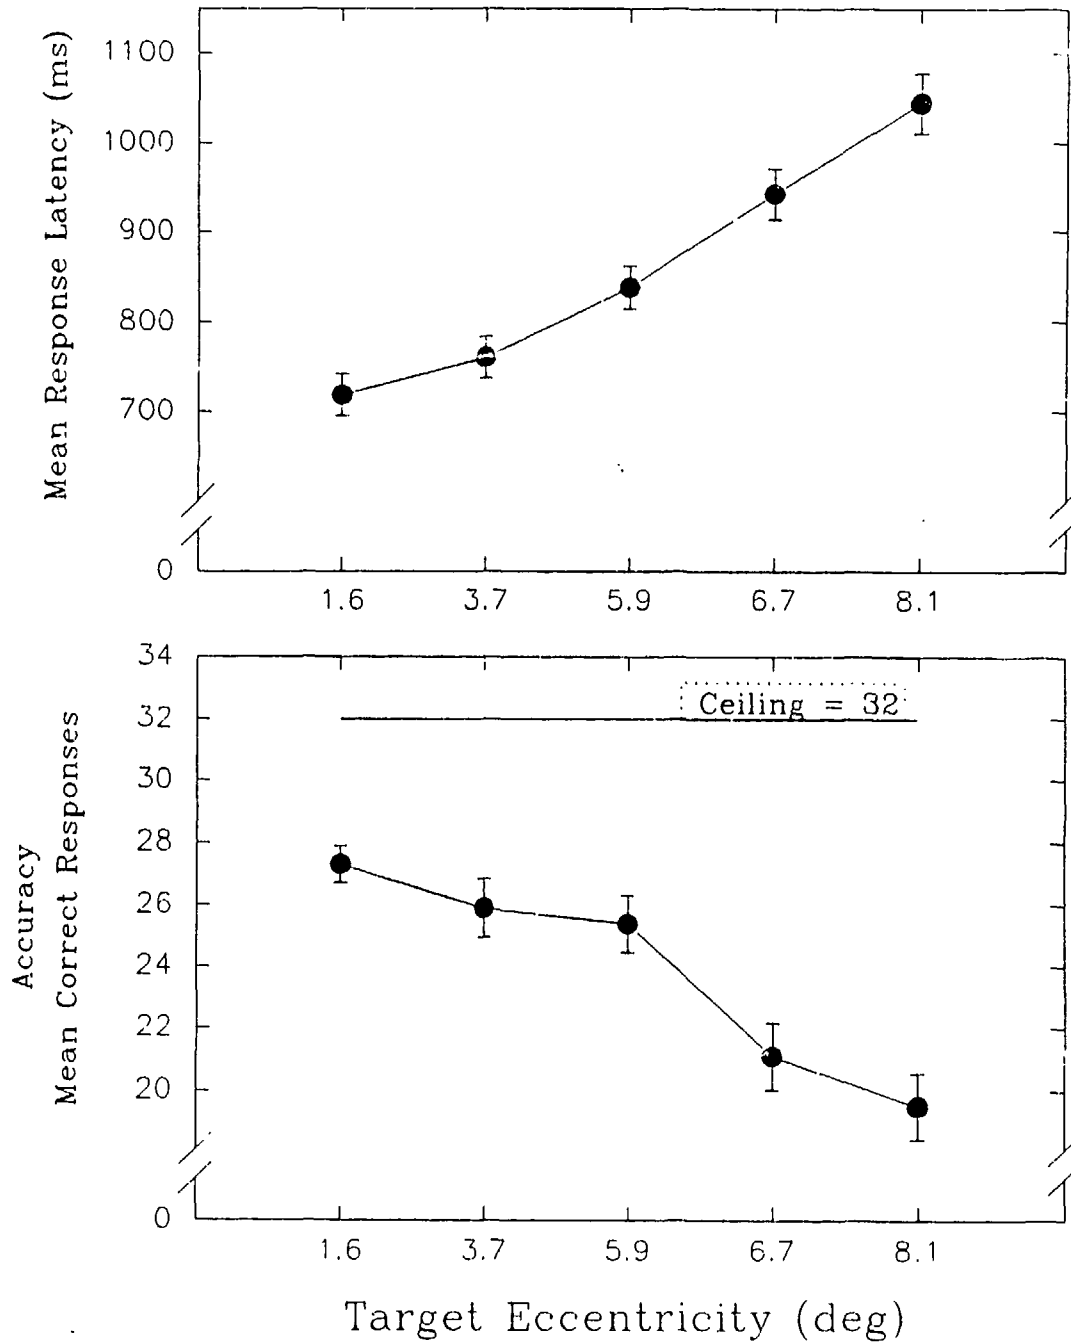 Mean Response Latency (ms)
1100
1000
900
800
700
0
1.6 3.7 5.9 6.7 8.1
Accuracy
Mean Correct Responses
34
32
30
28
26
24
22
20
0
Ceiling = 32
1.6 3.7 5.9 6.7 8.1
Target Eccentricity (deg)